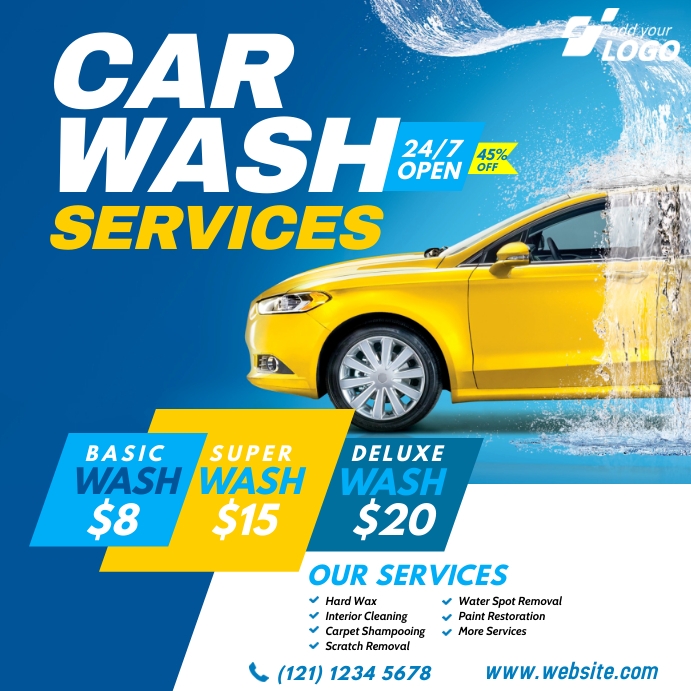 add your
LOGO
CAR
WASH
24/7
OPEN
45%
OFF
SERVICES
BASIC
WASH
$8
SUPER
WASH
$15
DELUXE
WASH
$20
OUR SERVICES
Hard Wax
Interior Cleaning
Carpet Shampooing
Scratch Removal
Water Spot Removal
Paint Restoration
More Services
(121) 1234 5678
www.website.com